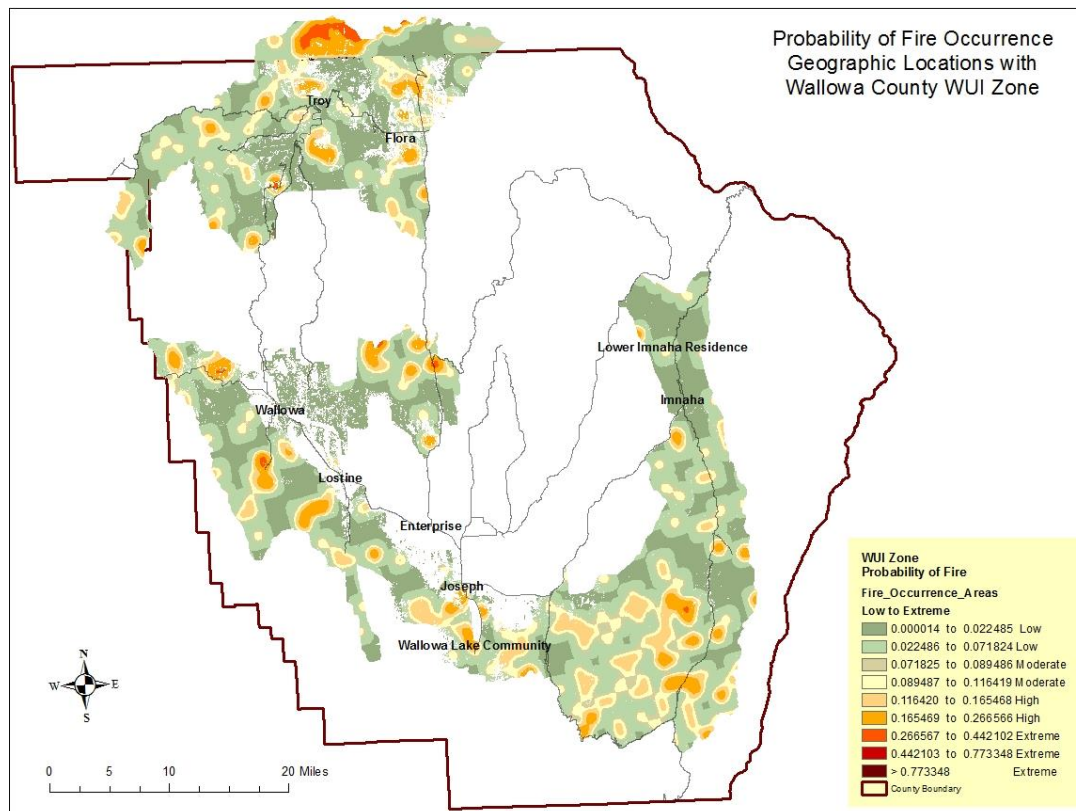 Probability of Fire Occurrence
Geographic Locations with
Wallowa County WUI Zone
Troy
Flora
Lower Imnaha Residence
Imnaha
Wallowa
Lostine
Enterprise
Joseph
Wallowa Lake Community
N
W E
S
0 5 10 20 Miles
WUI Zone
Probability of Fire
Fire_Occurrence_Areas
Low to Extreme
0.000014 to 0.022485 Low
0.022486 to 0.071824 Low
0.071825 to 0.089486 Moderate
0.089487 to 0.116419 Moderate
0.116420 to 0.165468 High
0.165469 to 0.266566 High
0.266567 to 0.442102 Extreme
0.442103 to 0.773348 Extreme
> 0.773348 Extreme
County Boundary